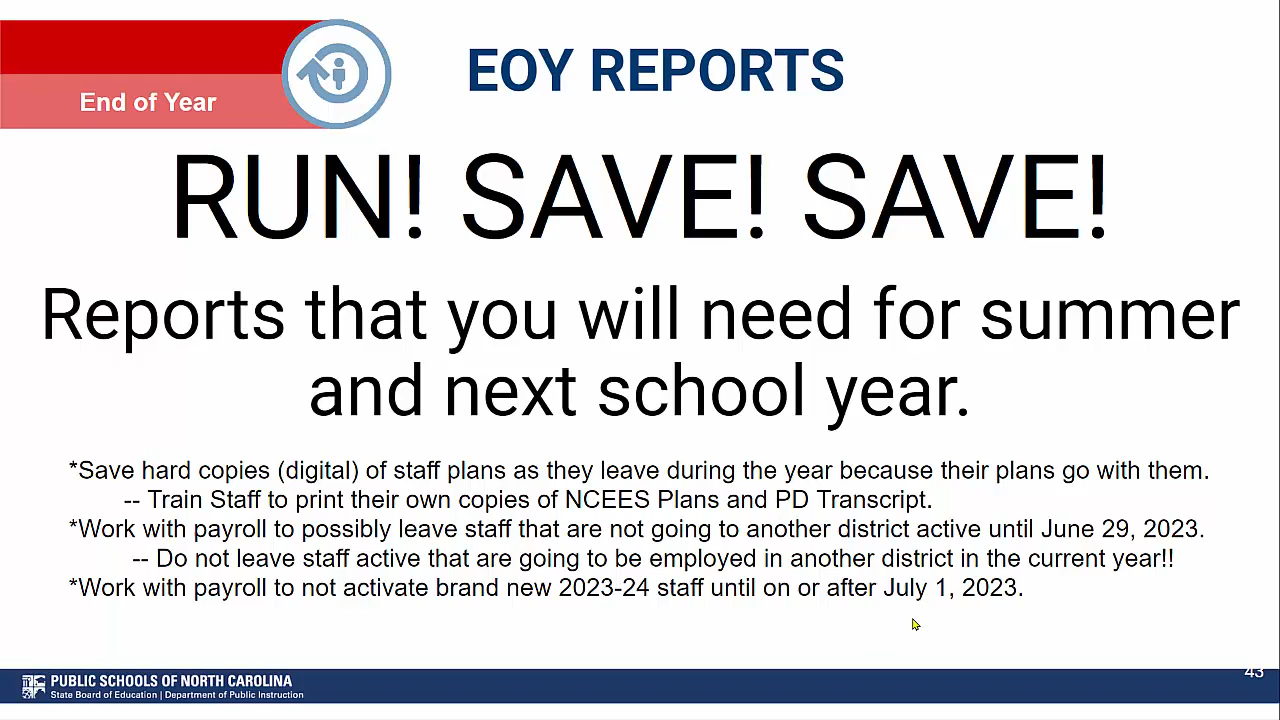 End of Year
EOY REPORTS
RUN! SAVE! SAVE!
Reports that you will need for summer
and next school year.
*Save hard copies (digital) of staff plans as they leave during the year because their plans go with them.
-- Train Staff to print their own copies of NCEES Plans and PD Transcript.
*Work with payroll to possibly leave staff that are not going to another district active until June 29, 2023.
-- Do not leave staff active that are going to be employed in another district in the current year!!
*Work with payroll to not activate brand new 2023-24 staff until on or after July 1, 2023.
PUBLIC SCHOOLS OF NORTH CAROLINA
State Board of Education | Department of Public Instruction
43